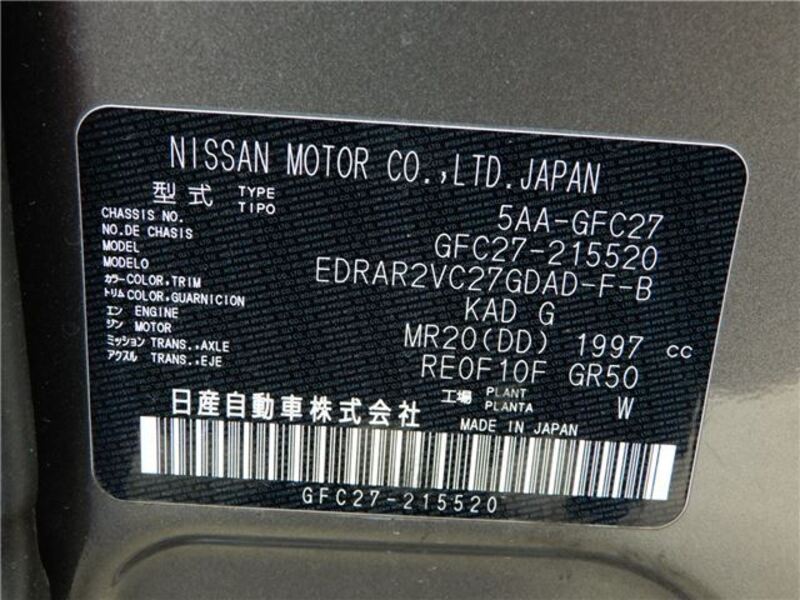 NISSAN MOTOR CO.,LTD.JAPAN
型式 TYPE TIPO 5AA-GFC27
CHASSIS NO.
NO.DE CHASIS GFC27-215520
MODEL
MODELO EDRAR2VC27GDAD-F-B
カラー COLOR,TRIM
トリム COLOR,GUARNICION KAD G
エン ENGINE
ジン MOTOR MR20(DD) 1997 cc
ミッション TRANS.,AXLE
アクスル TRANS.,EJE RE0F10F GR50
日産自動車株式会社 工場 PLANT PLANTA W
MADE IN JAPAN
GFC27-215520